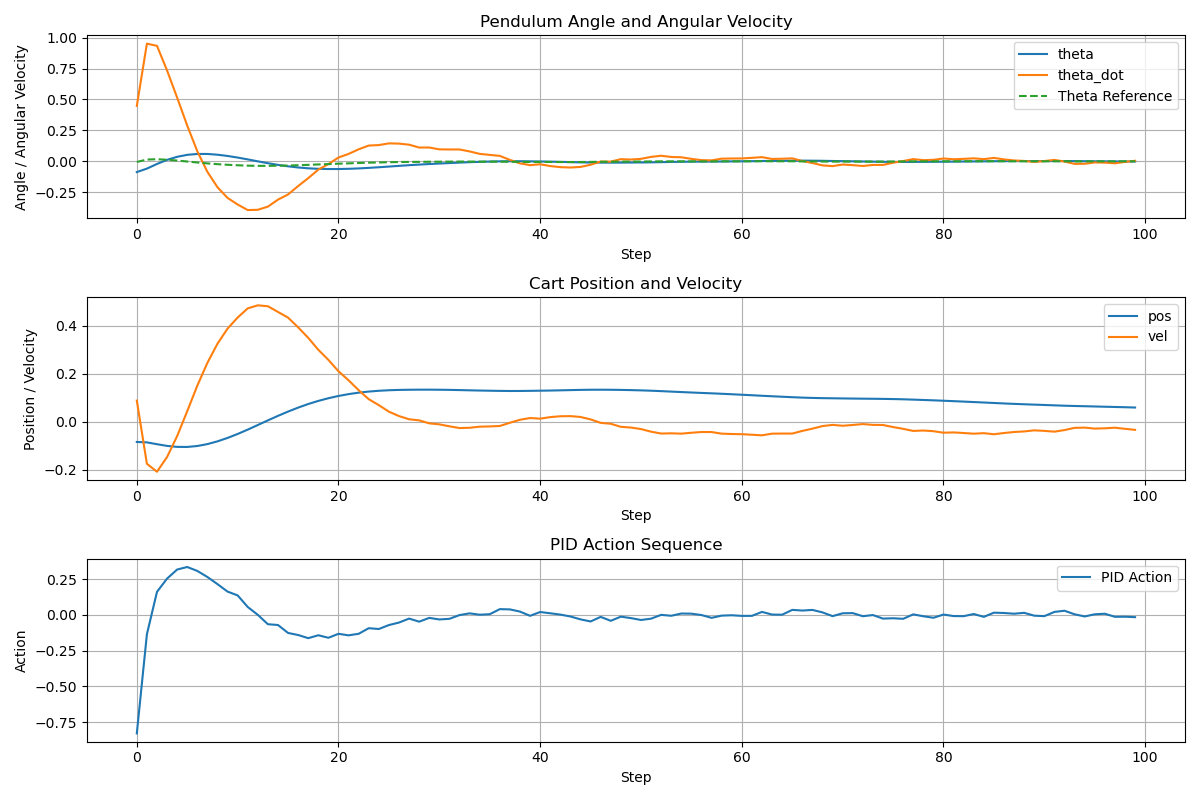 Pendulum Angle and Angular Velocity
Angle / Angular Velocity
1.00
0.75
0.50
0.25
0.00
−0.25
theta
theta_dot
Theta Reference
0 20 40 60 80 100
Step
Cart Position and Velocity
Position / Velocity
0.4
0.2
0.0
−0.2
pos
vel
0 20 40 60 80 100
Step
PID Action Sequence
Action
0.25
0.00
−0.25
−0.50
−0.75
PID Action
0 20 40 60 80 100
Step